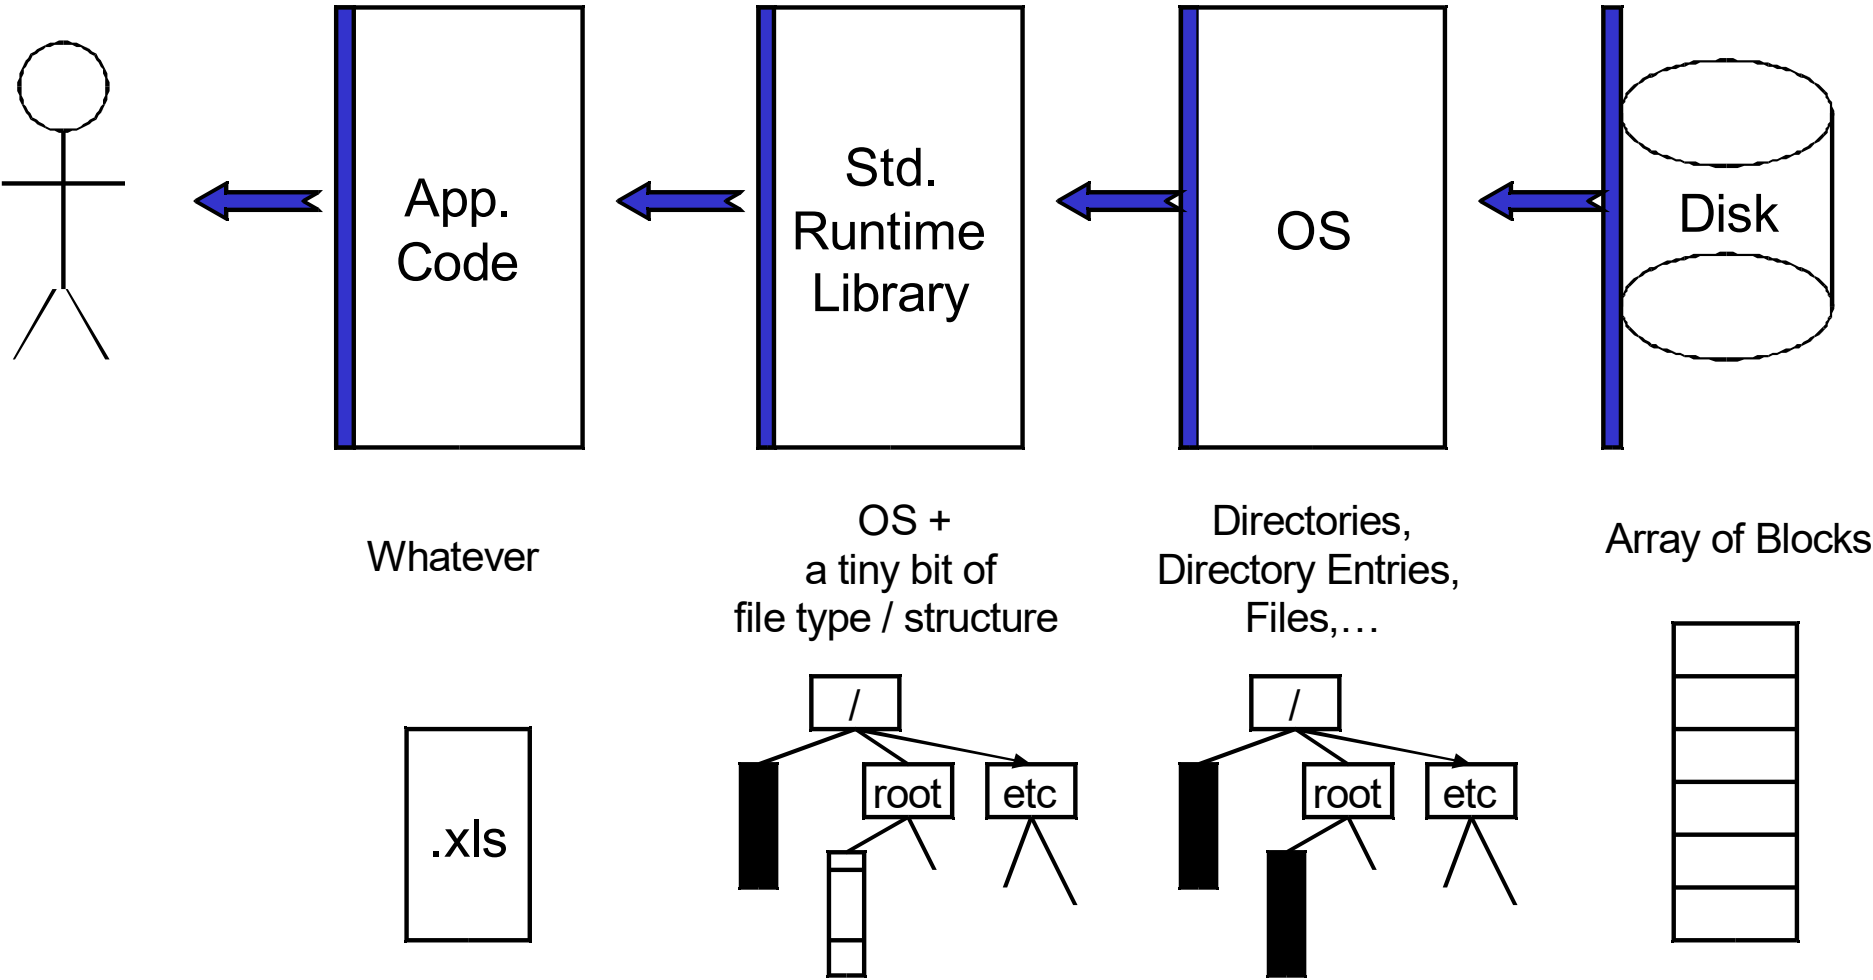 App.
Code
Std.
Runtime
Library
OS
Disk
Whatever
OS +
a tiny bit of
file type / structure
Directories,
Directory Entries,
Files,…
Array of Blocks
.xls
/
root
etc
/
root
etc